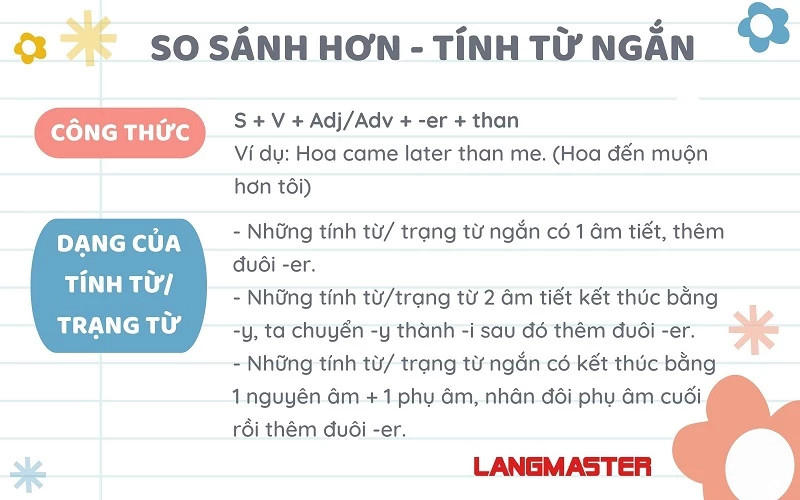 SO SÁNH HƠN - TÍNH TỪ NGẮN
CÔNG THỨC
S + V + Adj/Adv + -er + than
Ví dụ: Hoa came later than me. (Hoa đến muộn
hơn tôi)
DẠNG CỦA
TÍNH TỪ/
TRẠNG TỪ
- Những tính từ/ trạng từ ngắn có 1 âm tiết, thêm
đuôi -er.
- Những tính từ/trạng từ 2 âm tiết kết thúc bằng
-y, ta chuyển -y thành -i sau đó thêm đuôi -er.
- Những tính từ/ trạng từ ngắn có kết thúc bằng
1 nguyên âm + 1 phụ âm, nhân đôi phụ âm cuối
rồi thêm đuôi -er.
LANGMASTER